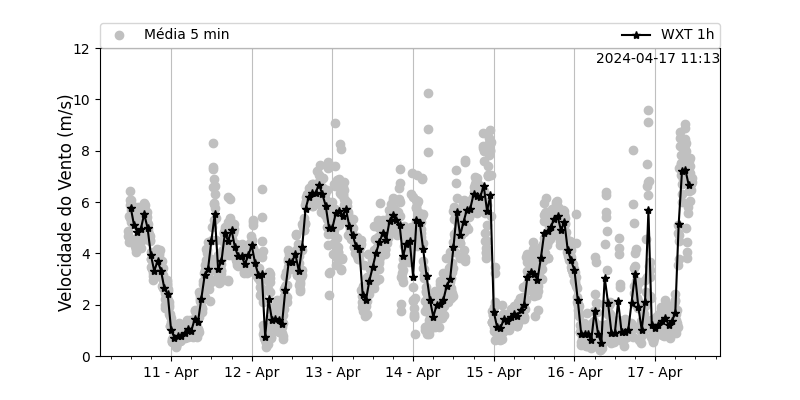 Média 5 min
WXT 1h
2024-04-17 11:13
Velocidade do Vento (m/s)
12
10
8
6
4
2
0
11 - Apr
12 - Apr
13 - Apr
14 - Apr
15 - Apr
16 - Apr
17 - Apr